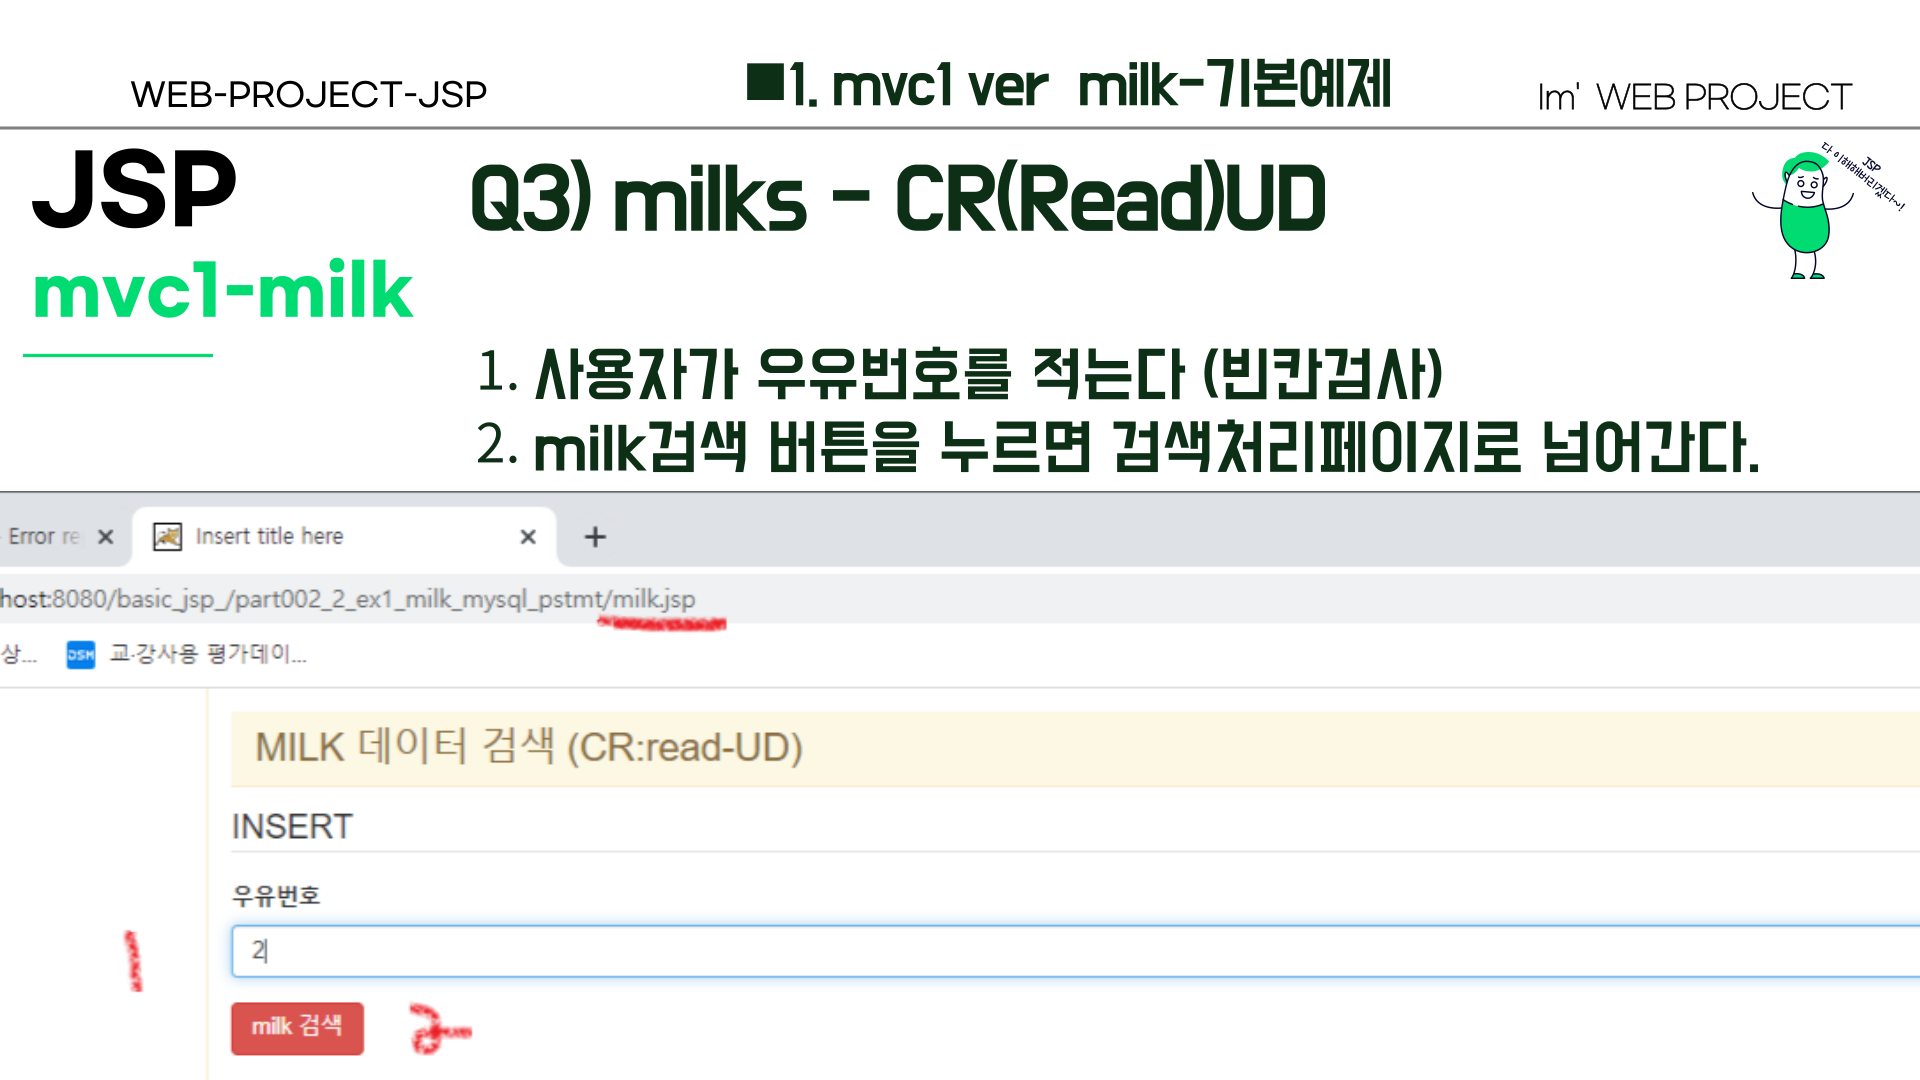 WEB-PROJECT-JSP
■1. mvc1 ver milk-기본예제
Im' WEB PROJECT
JSP
mvc1-milk
Q3) milks - CR(Read)UD
JSP
다 이해해버리겠다~!
1. 사용자가 우유번호를 적는다 (빈칸검사)
2. milk검색 버튼을 누르면 검색처리페이지로 넘어간다.
Error re
Insert title here
host:8080/basic_jsp_/part002_2_ex1_milk_mysql_pstmt/milk.jsp
상...
DSM
교·강사용 평가데이...
MILK 데이터 검색 (CR:read-UD)
INSERT
우유번호
1
2
milk 검색
2